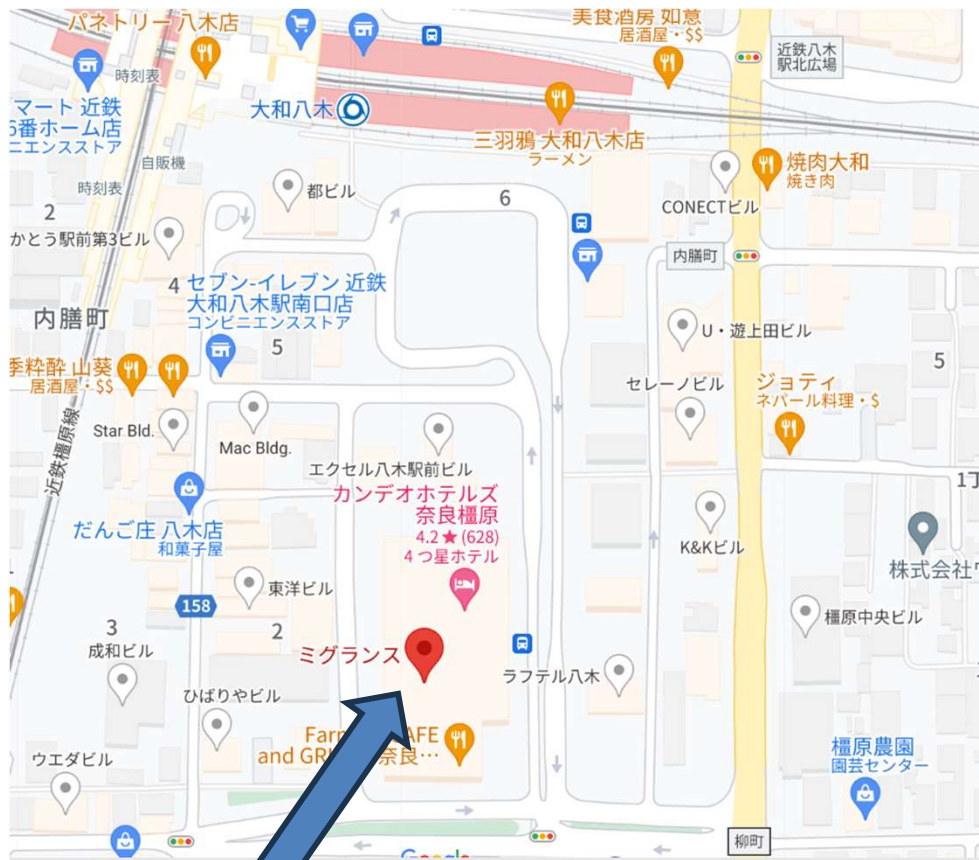 パネトリー 八木店
美食酒房 如意
居酒屋・$$
近鉄八木
駅北広場
時刻表
マート 近鉄
番ホーム店
ニエンスストア
大和八木
三羽鴉 大和八木店
ラーメン
自販機
焼肉大和
焼き肉
時刻表
都ビル
6
CONECTビル
2
かとう駅前第3ビル
内膳町
4
セブン-イレブン 近鉄
大和八木駅南口店
コンビニエンスストア
内膳町
5
U・遊上田ビル
5
季粋酔 山葵
居酒屋・$$
セレーノビル
ジョティ
ネパール料理・$
Star Bld.
Mac Bldg.
近鉄橿原線
エクセル八木駅前ビル
カンデオホテルズ
奈良橿原
4.2★(628)
4 つ星ホテル
だんご庄 八木店
和菓子屋
K&Kビル
株式会社
東洋ビル
158
橿原中央ビル
3
成和ビル
2
ミグランス
ラフテル八木
ひばりやビル
Far
AFE
and GR
奈良…
橿原農園
園芸センター
ウエダビル
柳町
Google